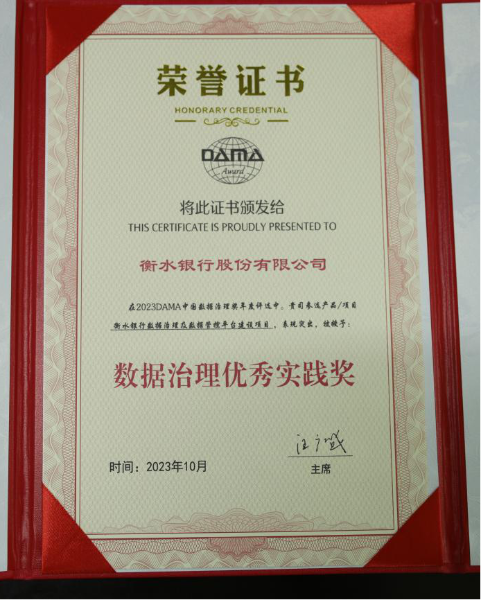 荣誉证书
HONORARY CREDENTIAL
DAMA
Award
将此证书颁发给
THIS CERTIFICATE IS PROUDLY PRESENTED TO
衡水银行股份有限公司
在2023DAMA中国数据治理奖年度评选中，贵司参选产品/项目
衡水银行数据治理及数据管控平台建设项目，表现突出，特授予：
数据治理优秀实践奖
时间：2023年10月
主席